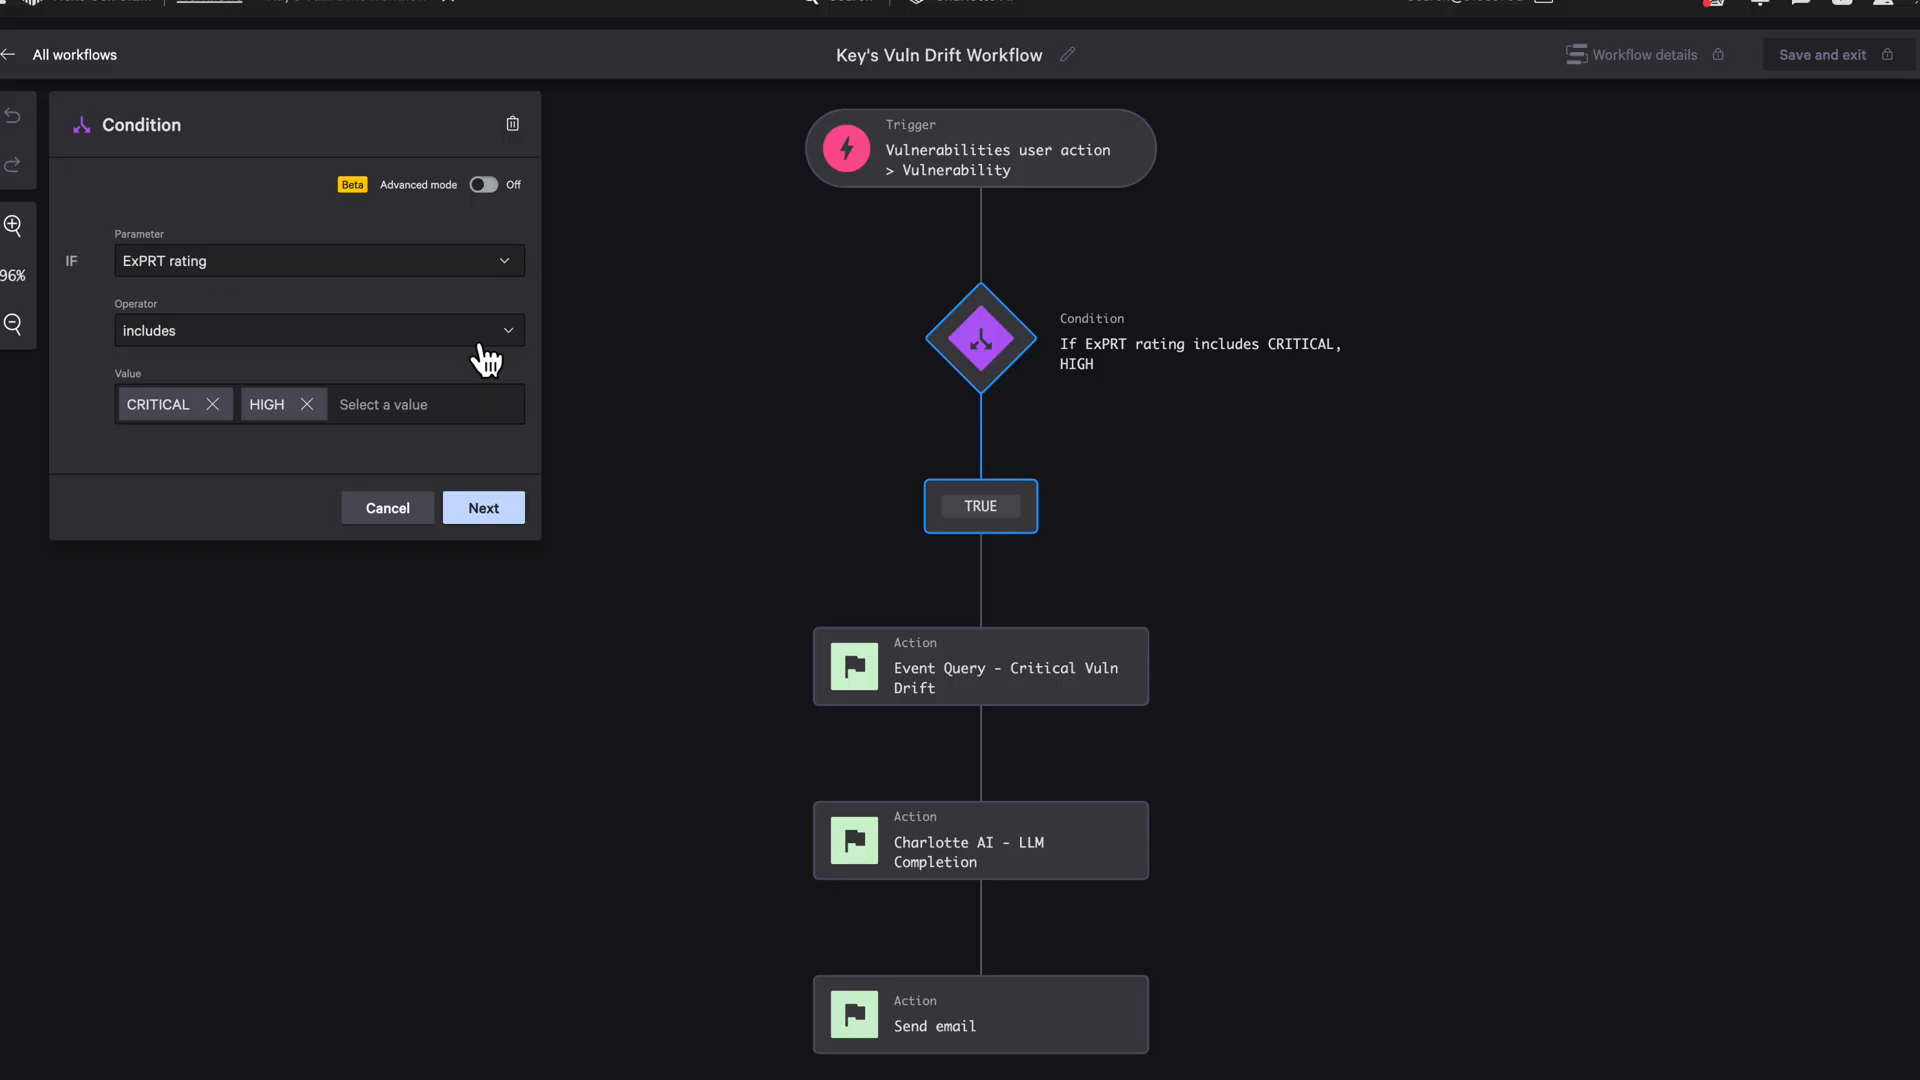 All workflows
Key's Vuln Drift Workflow
Workflow details
Save and exit
Condition
Beta Advanced mode Off
Parameter
IF ExPRT rating
Operator
includes
Value
CRITICAL HIGH Select a value
Cancel Next
96%
Trigger
Vulnerabilities user action
> Vulnerability
Condition
If ExPRT rating includes CRITICAL,
HIGH
TRUE
Action
Event Query - Critical Vuln
Drift
Action
Charlotte AI - LLM
Completion
Action
Send email